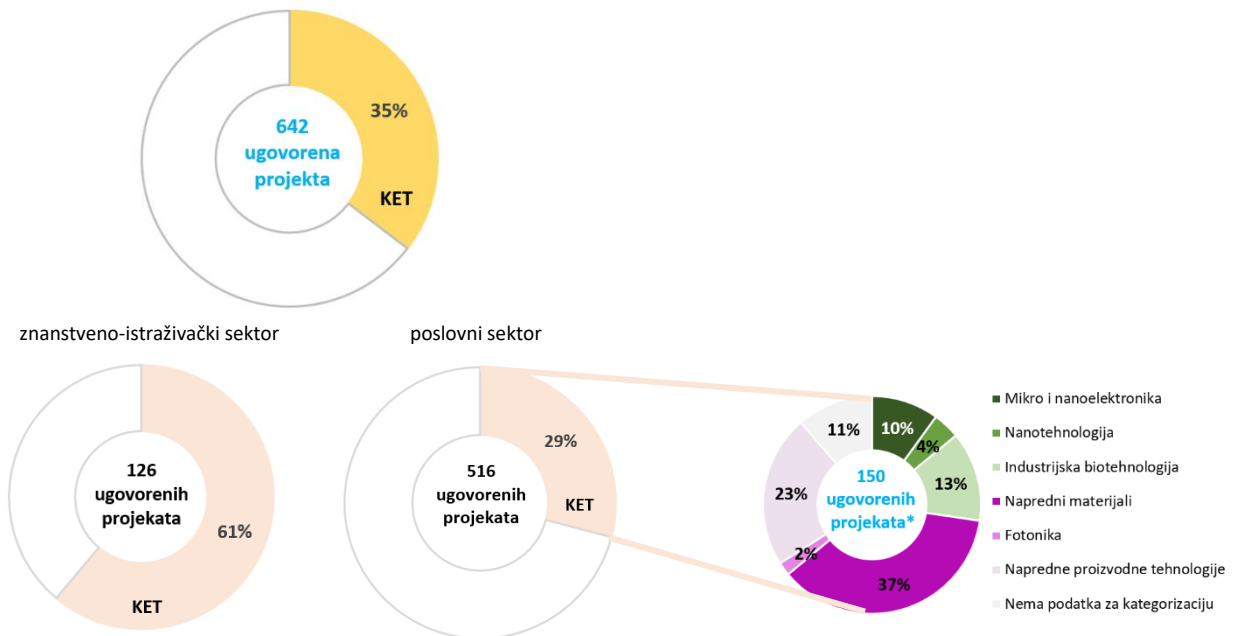 35%
642
ugovorena
projekta
KET
znanstveno-istraživački sektor
poslovni sektor
126
ugovorenih
projekata
61%
KET
29%
516
ugovorenih
projekata
KET
10%
4%
13%
37%
2%
23%
11%
150
ugovorenih
projekata*
Mikro i nanoelektronika
Nanotehnologija
Industrijska biotehnologija
Napredni materijali
Fotonika
Napredne proizvodne tehnologije
Nema podatka za kategorizaciju